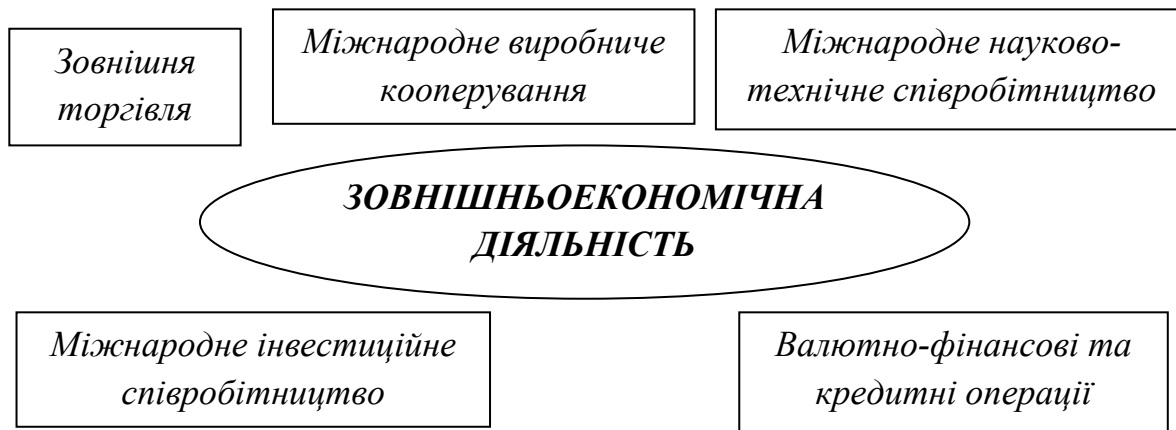 Зовнішня
торгівля
Міжнародне виробниче
кооперування
Міжнародне науково-
технічне співробітництво
ЗОВНІШНЬОЕКОНОМІЧНА
ДІЯЛЬНІСТЬ
Міжнародне інвестиційне
співробітництво
Валютно-фінансові та
кредитні операції